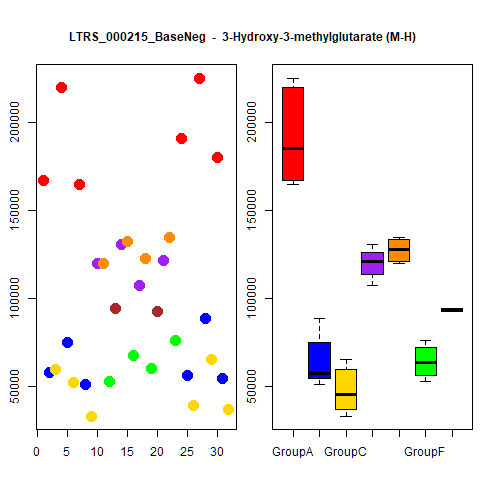 LTRS_000215_BaseNeg - 3-Hydroxy-3-methylglutarate (M-H)
200000
150000
100000
50000
0 5 10 15 20 25 30
200000
150000
100000
50000
GroupA GroupC GroupF